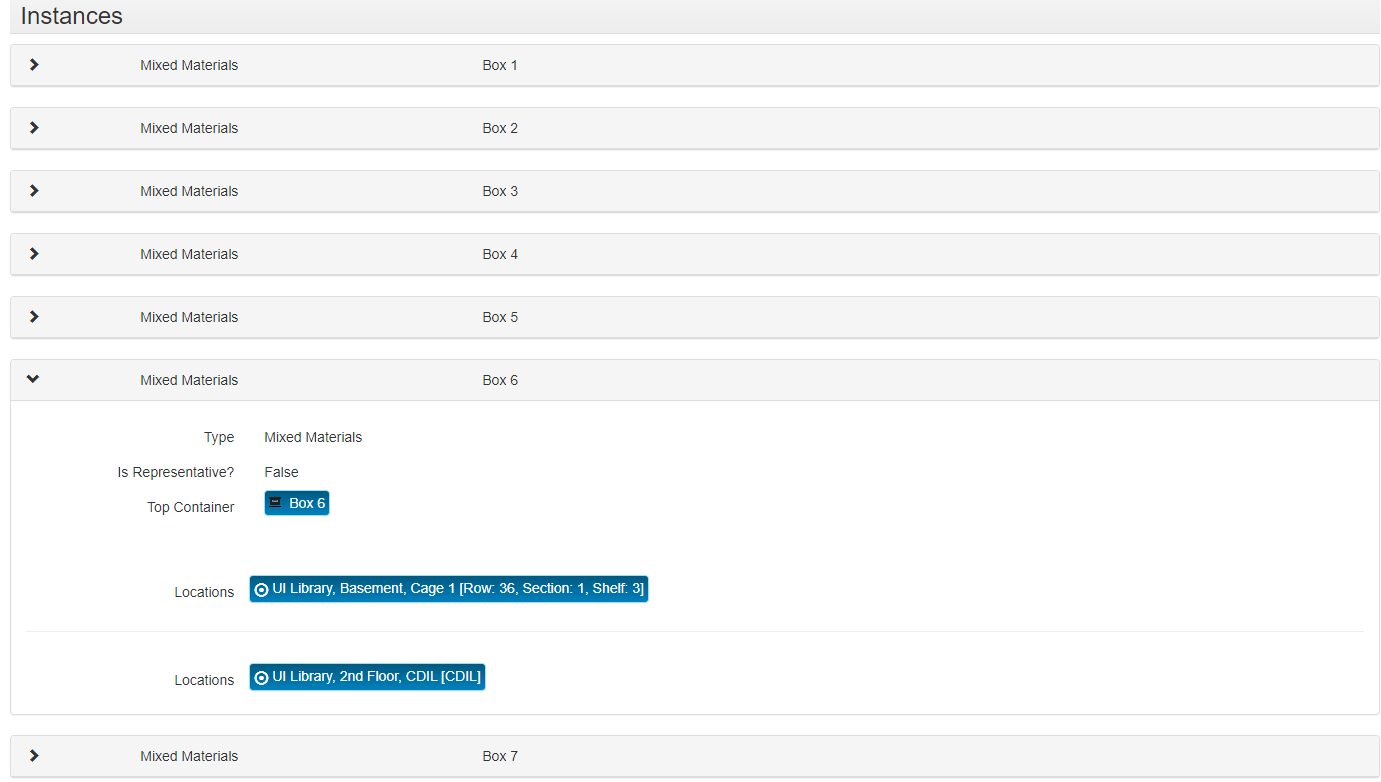 Instances
Mixed Materials Box 1
Mixed Materials Box 2
Mixed Materials Box 3
Mixed Materials Box 4
Mixed Materials Box 5
Mixed Materials Box 6
Type Mixed Materials
Is Representative? False
Top Container Box 6
Locations UI Library, Basement, Cage 1 [Row: 36, Section: 1, Shelf: 3]
Locations UI Library, 2nd Floor, CDIL [CDIL]
Mixed Materials Box 7